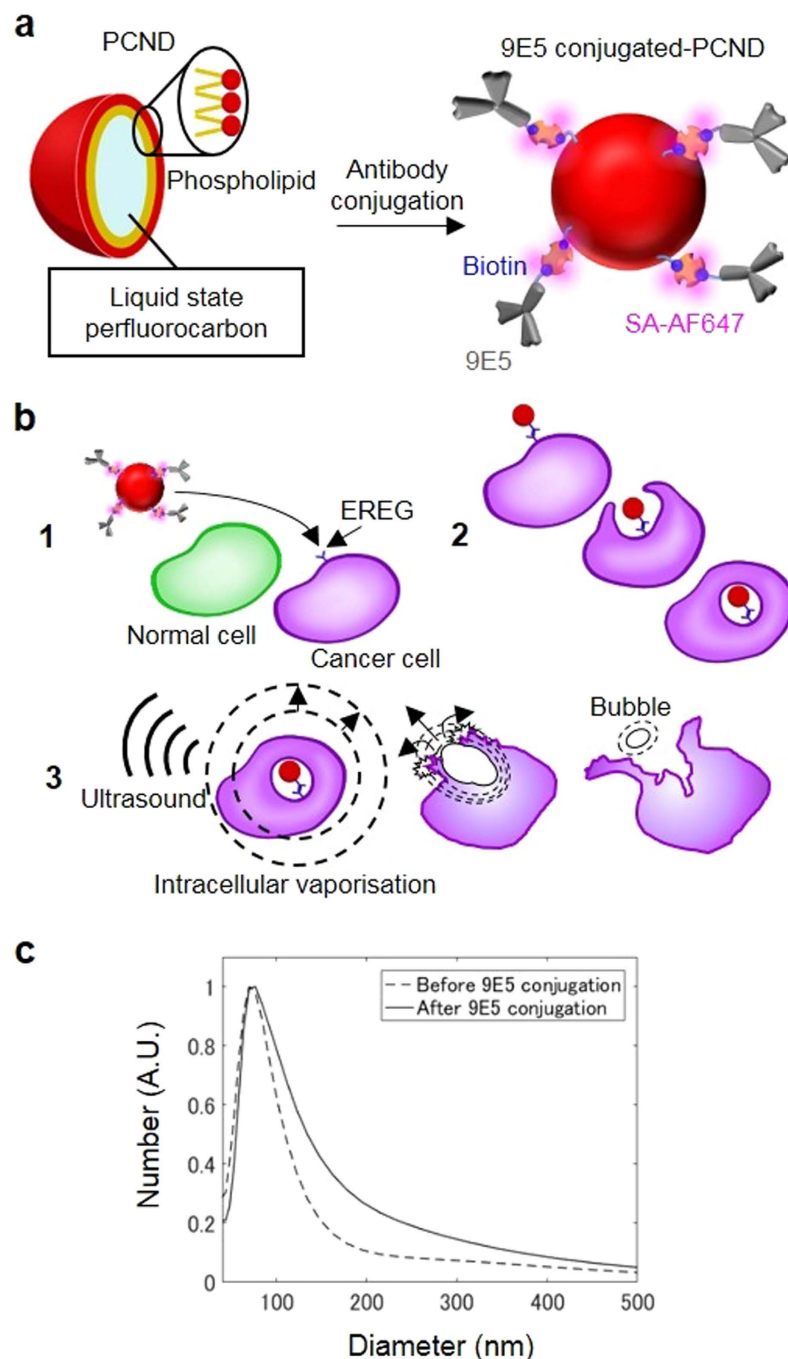 a
PCND
9E5 conjugated-PCND
Phospholipid
Antibody
conjugation
Liquid state
perfluorocarbon
Biotin
SA-AF647
9E5
b
1
EREG
2
Normal cell
Cancer cell
3
Ultrasound
Bubble
Intracellular vaporisation
c
Before 9E5 conjugation
After 9E5 conjugation
Number (A.U.)
1
0.8
0.6
0.4
0.2
0
100
200
300
400
500
Diameter (nm)